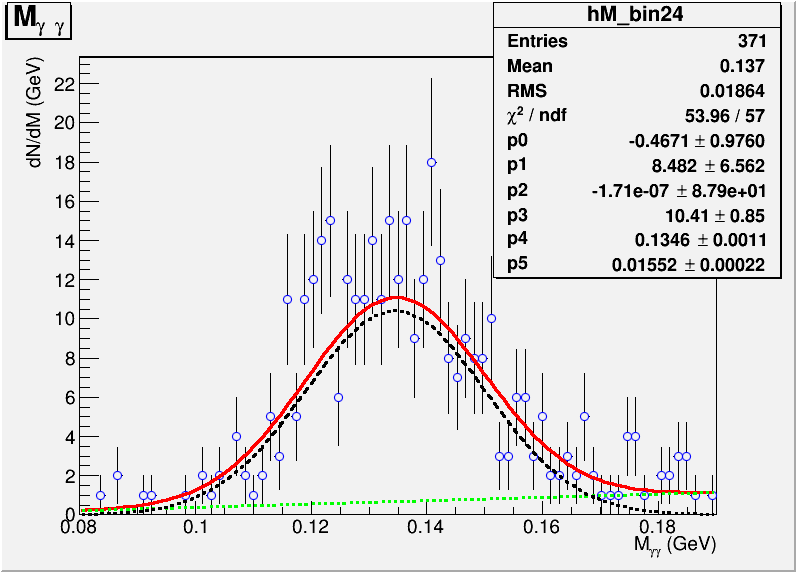 M γ γ
hM_bin24
Entries 371
Mean 0.137
RMS 0.01864
χ² / ndf 53.96 / 57
p0 -0.4671 ± 0.9760
p1 8.482 ± 6.562
p2 -1.71e-07 ± 8.79e+01
p3 10.41 ± 0.85
p4 0.1346 ± 0.0011
p5 0.01552 ± 0.00022
dN/dM (GeV)
22
20
18
16
14
12
10
8
6
4
2
0
0.08 0.1 0.12 0.14 0.16 0.18
Mγγ (GeV)